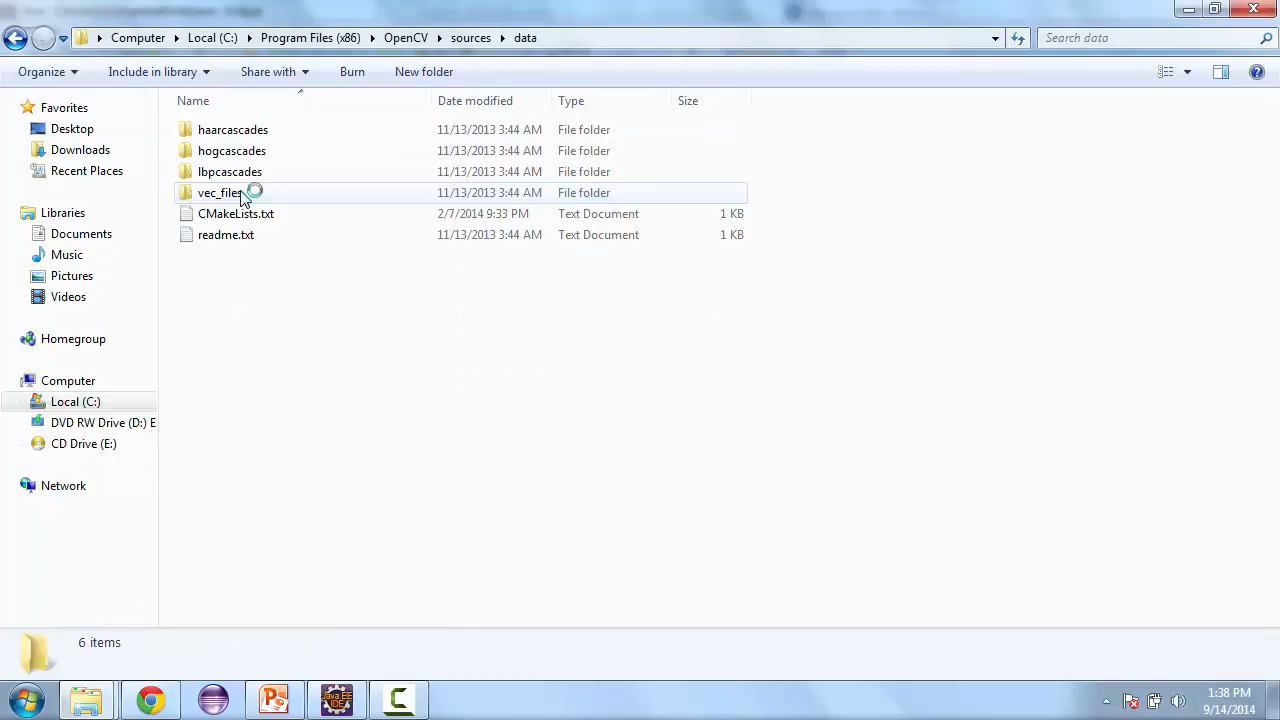 Computer Local (C:) Program Files (x86) OpenCV sources data Search data
Organize Include in library Share with Burn New folder
Name Date modified Type Size
Favorites
Desktop
Downloads
Recent Places
Libraries
Documents
Music
Pictures
Videos
Homegroup
Computer
Local (C:)
DVD RW Drive (D:) E
CD Drive (E:)
Network
haarcascades 11/13/2013 3:44 AM File folder
hogcascades 11/13/2013 3:44 AM File folder
lbpcascades 11/13/2013 3:44 AM File folder
vec_files 11/13/2013 3:44 AM File folder
CMakeLists.txt 2/7/2014 9:33 PM Text Document 1 KB
readme.txt 11/13/2013 3:44 AM Text Document 1 KB
6 items
Java EE
IDE
1:38 PM
9/14/2014